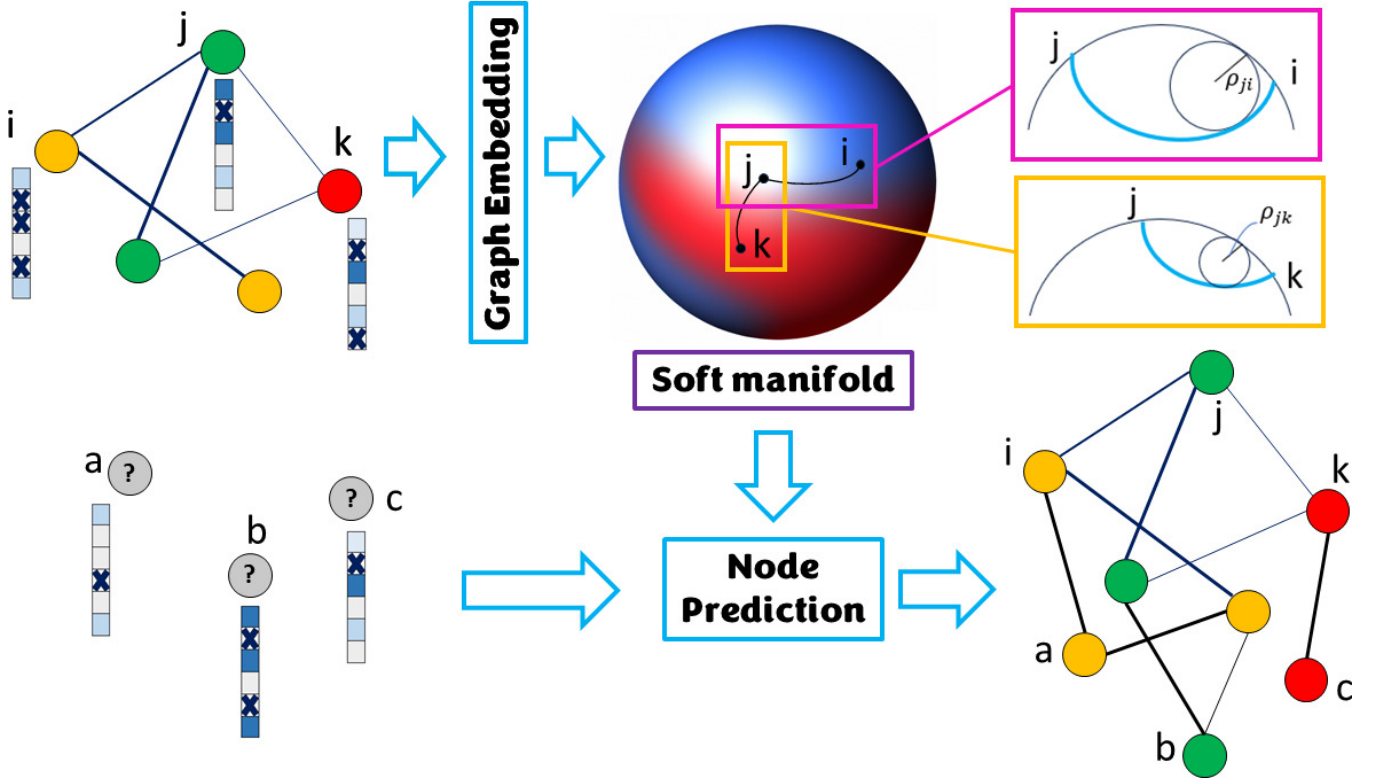 j
i
k
Graph Embedding
j
i
k
j
i
ρji
j
k
ρjk
Soft manifold
a
?
b
?
?
c
Node
Prediction
j
i
k
a
c
b